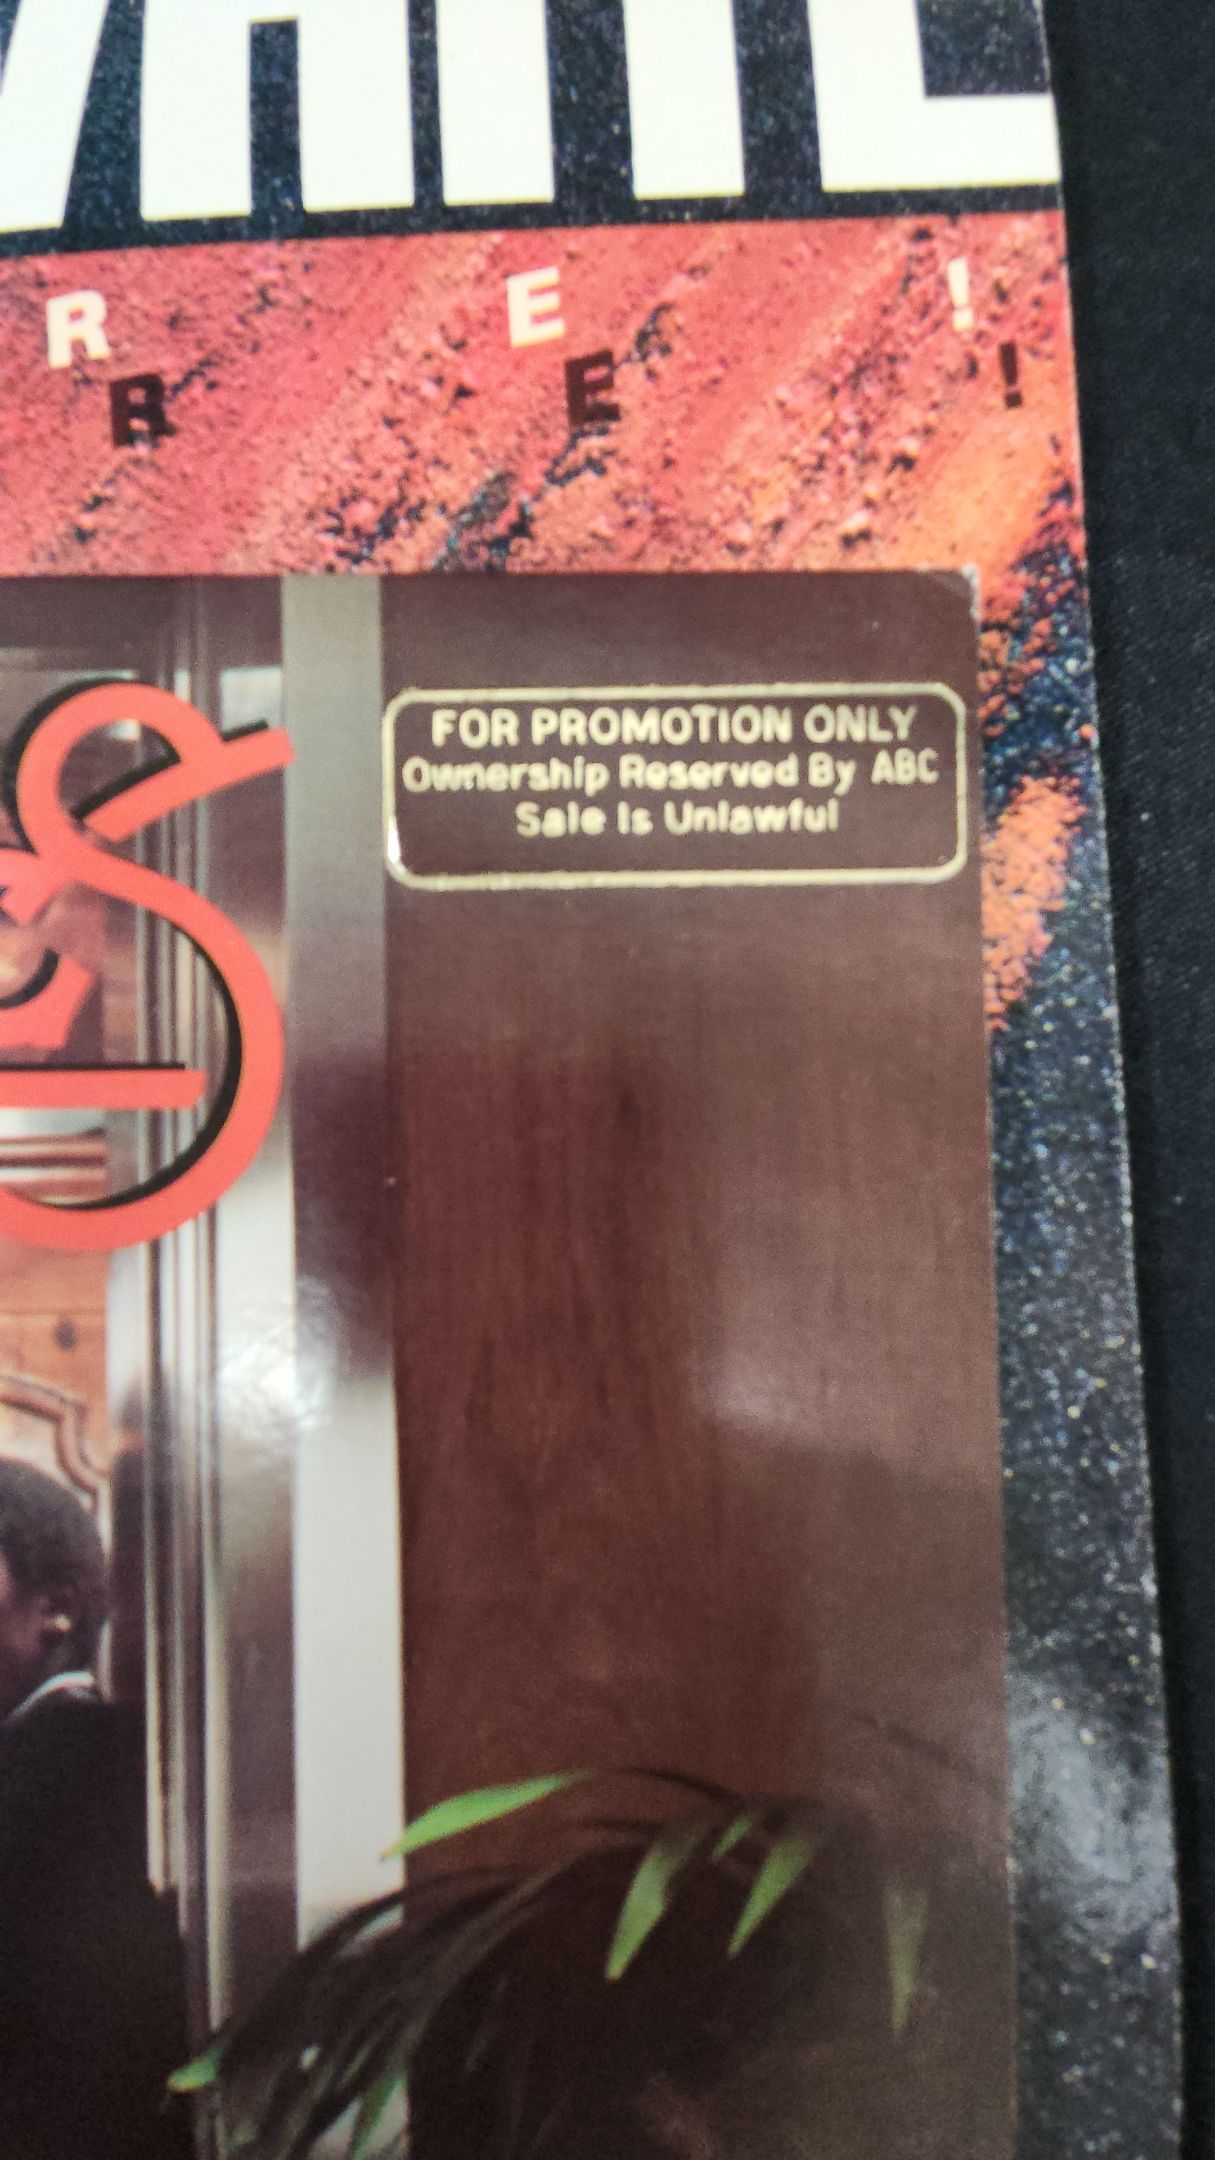 R E !
FOR PROMOTION ONLY
Ownership Reserved By ABC
Sale Is Unlawful